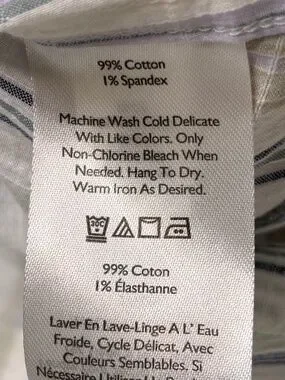 99% Cotton
1% Spandex
Machine Wash Cold Delicate
With Like Colors. Only
Non-Chlorine Bleach When
Needed. Hang To Dry.
Warm Iron As Desired.
99% Coton
1% Élasthanne
Laver En Lave-Linge A L' Eau
Froide, Cycle Délicat, Avec
Couleurs Semblables. Si
Nécessaire Utiliser